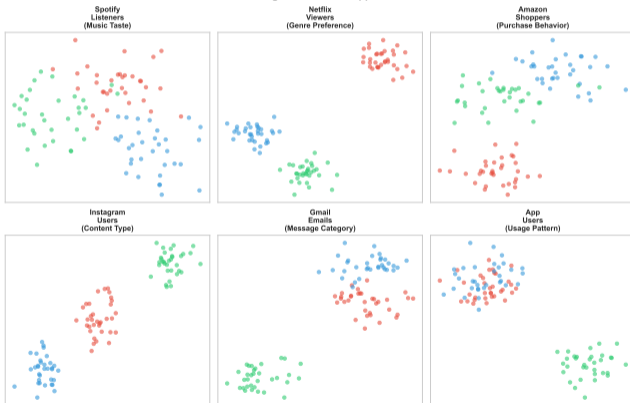 Spotify
Listeners
(Music Taste)
Netflix
Viewers
(Genre Preference)
Amazon
Shoppers
(Purchase Behavior)
Instagram
Users
(Content Type)
Gmail
Emails
(Message Category)
App
Users
(Usage Pattern)